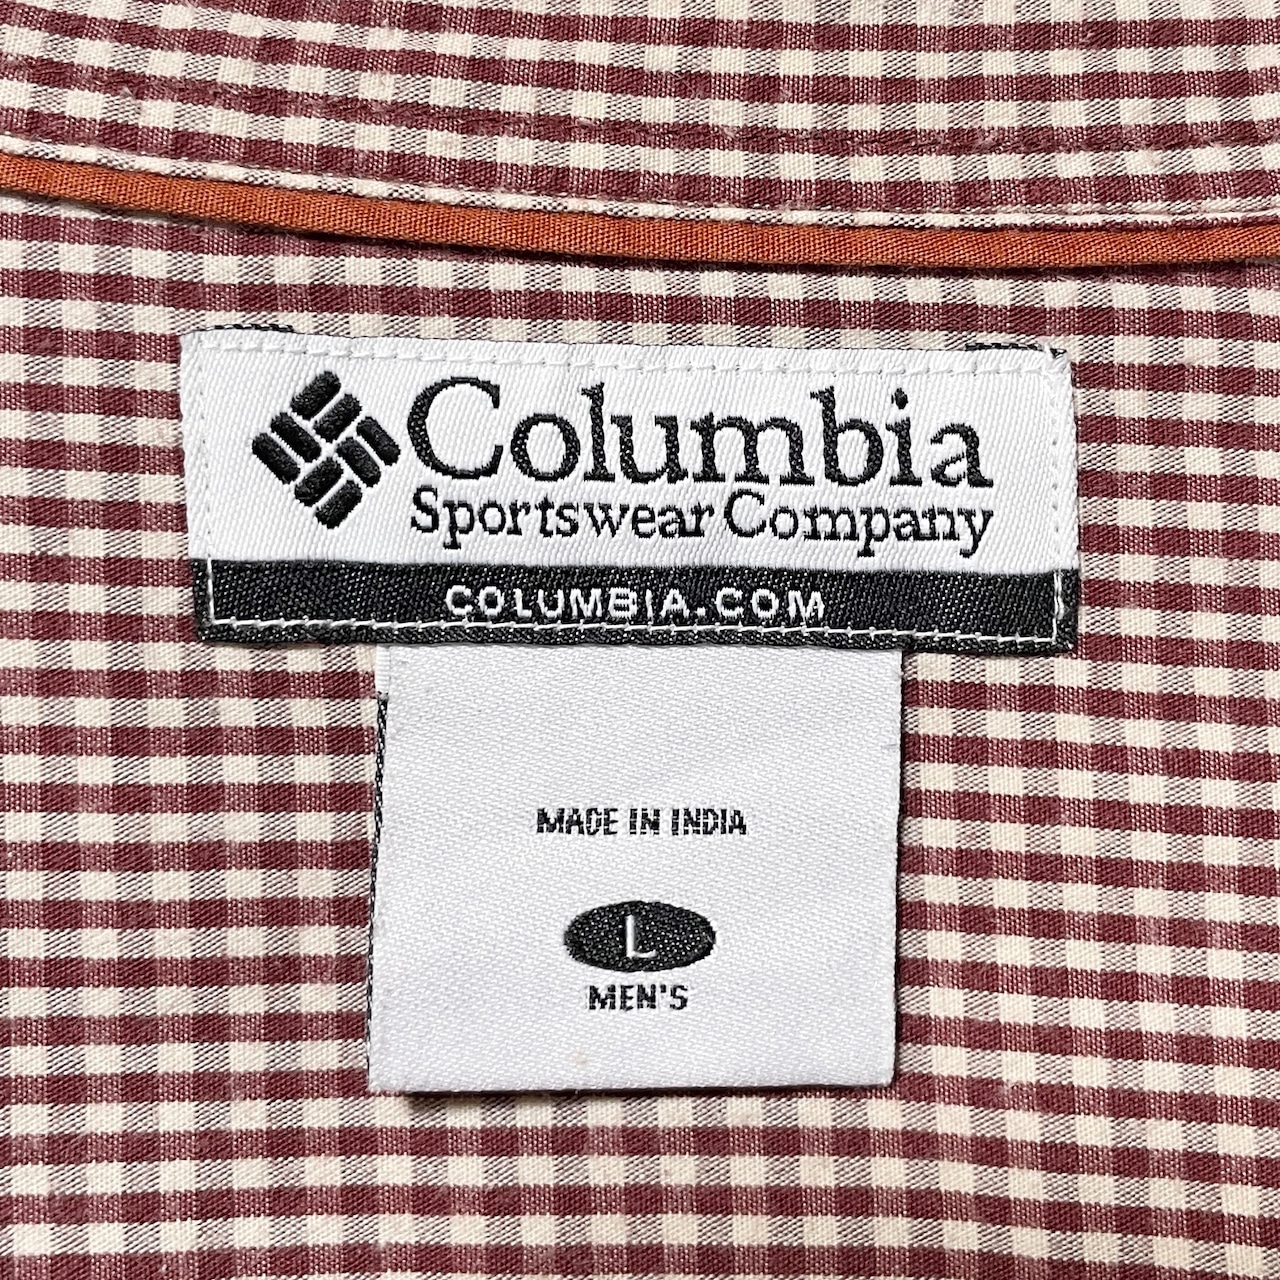 Columbia
Sportswear Company
COLUMBIA.COM
MADE IN INDIA
L
MEN'S